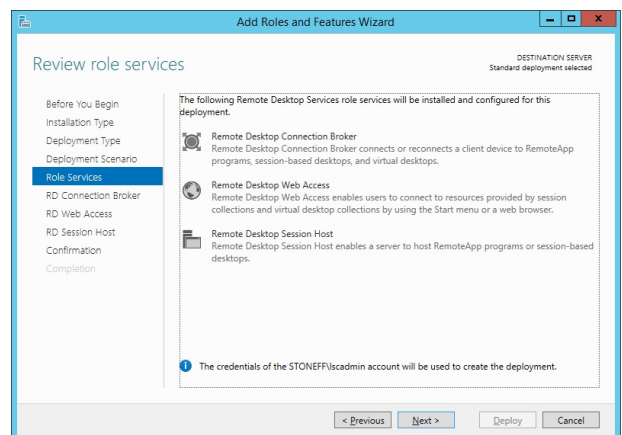 Add Roles and Features Wizard
Review role services
DESTINATION SERVER
Standard deployment selected
Before You Begin
Installation Type
Deployment Type
Deployment Scenario
Role Services
RD Connection Broker
RD Web Access
RD Session Host
Confirmation
Completion
The following Remote Desktop Services role services will be installed and configured for this
deployment.
Remote Desktop Connection Broker
Remote Desktop Connection Broker connects or reconnects a client device to RemoteApp
programs, session-based desktops, and virtual desktops.
Remote Desktop Web Access
Remote Desktop Web Access enables users to connect to resources provided by session
collections and virtual desktop collections by using the Start menu or a web browser.
Remote Desktop Session Host
Remote Desktop Session Host enables a server to host RemoteApp programs or session-based
desktops.
The credentials of the STONEFF\lscadmin account will be used to create the deployment.
< Previous
Next >
Deploy
Cancel